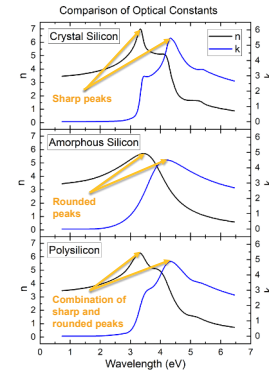 Comparison of Optical Constants
Crystal Silicon
n
k
Sharp peaks
7
6
5
4
3
2
1
0
n
6
5
4
3
2
1
0
k
Amorphous Silicon
Rounded
peaks
7
6
5
4
3
2
1
0
n
6
5
4
3
2
1
0
k
Polysilicon
Combination of
sharp and
rounded peaks
7
6
5
4
3
2
1
0
n
6
5
4
3
2
1
0
k
0 1 2 3 4 5 6 7
Wavelength (eV)